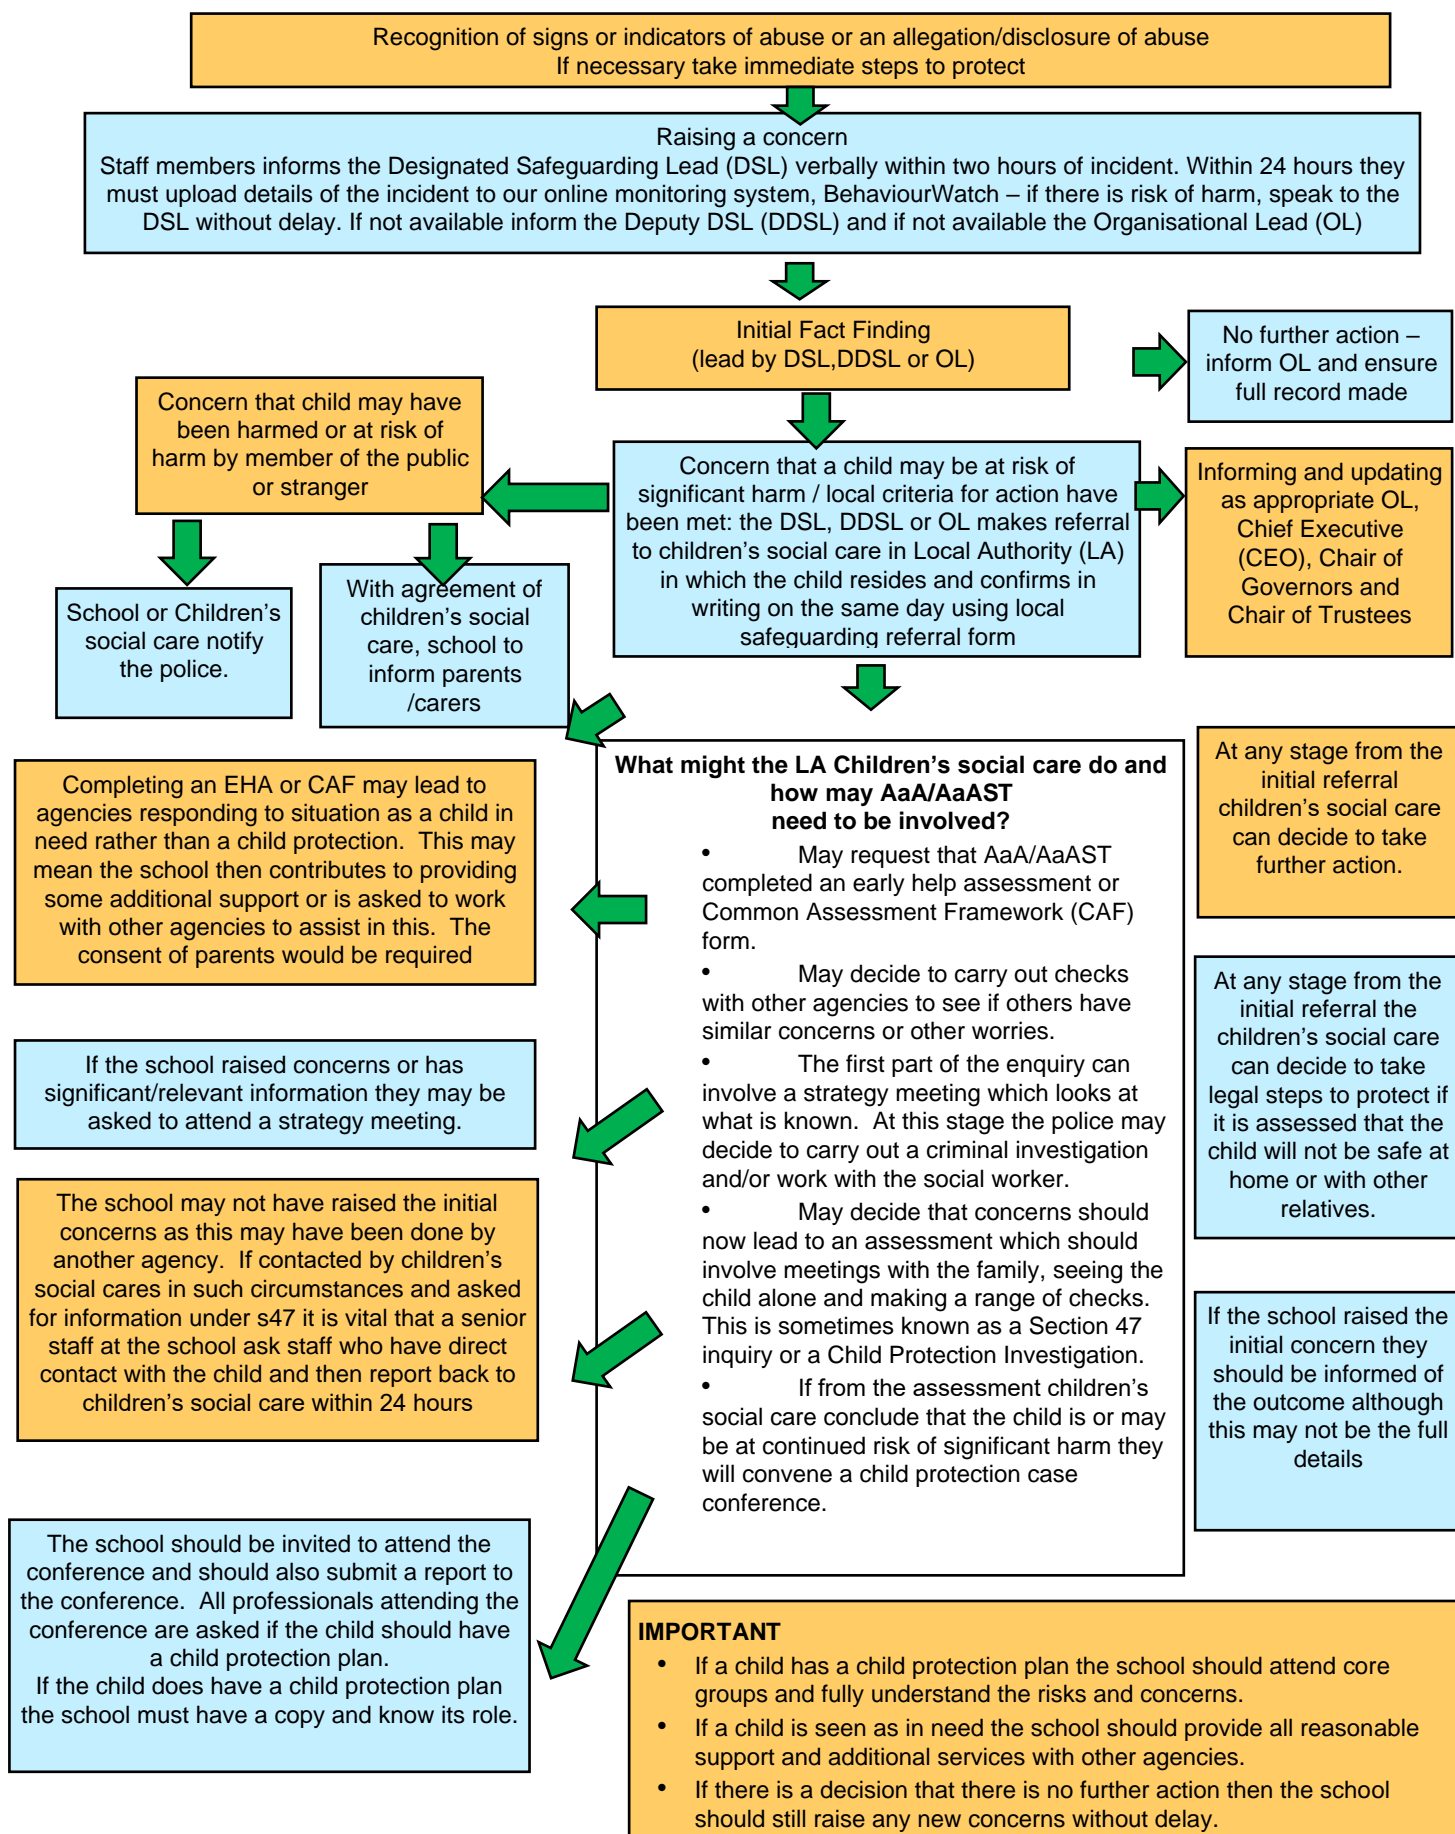 Recognition of signs or indicators of abuse or an allegation/disclosure of abuse
If necessary take immediate steps to protect
Raising a concern
Staff members informs the Designated Safeguarding Lead (DSL) verbally within two hours of incident. Within 24 hours they
must upload details of the incident to our online monitoring system, BehaviourWatch – if there is risk of harm, speak to the
DSL without delay. If not available inform the Deputy DSL (DDSL) and if not available the Organisational Lead (OL)
Initial Fact Finding
(lead by DSL,DDSL or OL)
No further action –
inform OL and ensure
full record made
Concern that child may have
been harmed or at risk of
harm by member of the public
or stranger
Concern that a child may be at risk of
significant harm / local criteria for action have
been met: the DSL, DDSL or OL makes referral
to children’s social care in Local Authority (LA)
in which the child resides and confirms in
writing on the same day using local
safeguarding referral form
Informing and updating
as appropriate OL,
Chief Executive
(CEO), Chair of
Governors and
Chair of Trustees
School or Children’s
social care notify
the police.
With agreement of
children’s social
care, school to
inform parents
/carers
Completing an EHA or CAF may lead to
agencies responding to situation as a child in
need rather than a child protection.  This may
mean the school then contributes to providing
some additional support or is asked to work
with other agencies to assist in this.  The
consent of parents would be required
If the school raised concerns or has
significant/relevant information they may be
asked to attend a strategy meeting.
The school may not have raised the initial
concerns as this may have been done by
another agency.  If contacted by children’s
social cares in such circumstances and asked
for information under s47 it is vital that a senior
staff at the school ask staff who have direct
contact with the child and then report back to
children’s social care within 24 hours
The school should be invited to attend the
conference and should also submit a report to
the conference.  All professionals attending the
conference are asked if the child should have
a child protection plan.
If the child does have a child protection plan
the school must have a copy and know its role.
What might the LA Children’s social care do and
how may AaA/AaAST
need to be involved?
• May request that AaA/AaAST
completed an early help assessment or
Common Assessment Framework (CAF)
form.
• May decide to carry out checks
with other agencies to see if others have
similar concerns or other worries.
• The first part of the enquiry can
involve a strategy meeting which looks at
what is known.  At this stage the police may
decide to carry out a criminal investigation
and/or work with the social worker.
• May decide that concerns should
now lead to an assessment which should
involve meetings with the family, seeing the
child alone and making a range of checks.
This is sometimes known as a Section 47
inquiry or a Child Protection Investigation.
• If from the assessment children’s
social care conclude that the child is or may
be at continued risk of significant harm they
will convene a child protection case
conference.
At any stage from the
initial referral
children’s social care
can decide to take
further action.
At any stage from the
initial referral the
children’s social care
can decide to take
legal steps to protect if
it is assessed that the
child will not be safe at
home or with other
relatives.
If the school raised the
initial concern they
should be informed of
the outcome although
this may not be the full
details
IMPORTANT
• If a child has a child protection plan the school should attend core
groups and fully understand the risks and concerns.
• If a child is seen as in need the school should provide all reasonable
support and additional services with other agencies.
• If there is a decision that there is no further action then the school
should still raise any new concerns without delay.